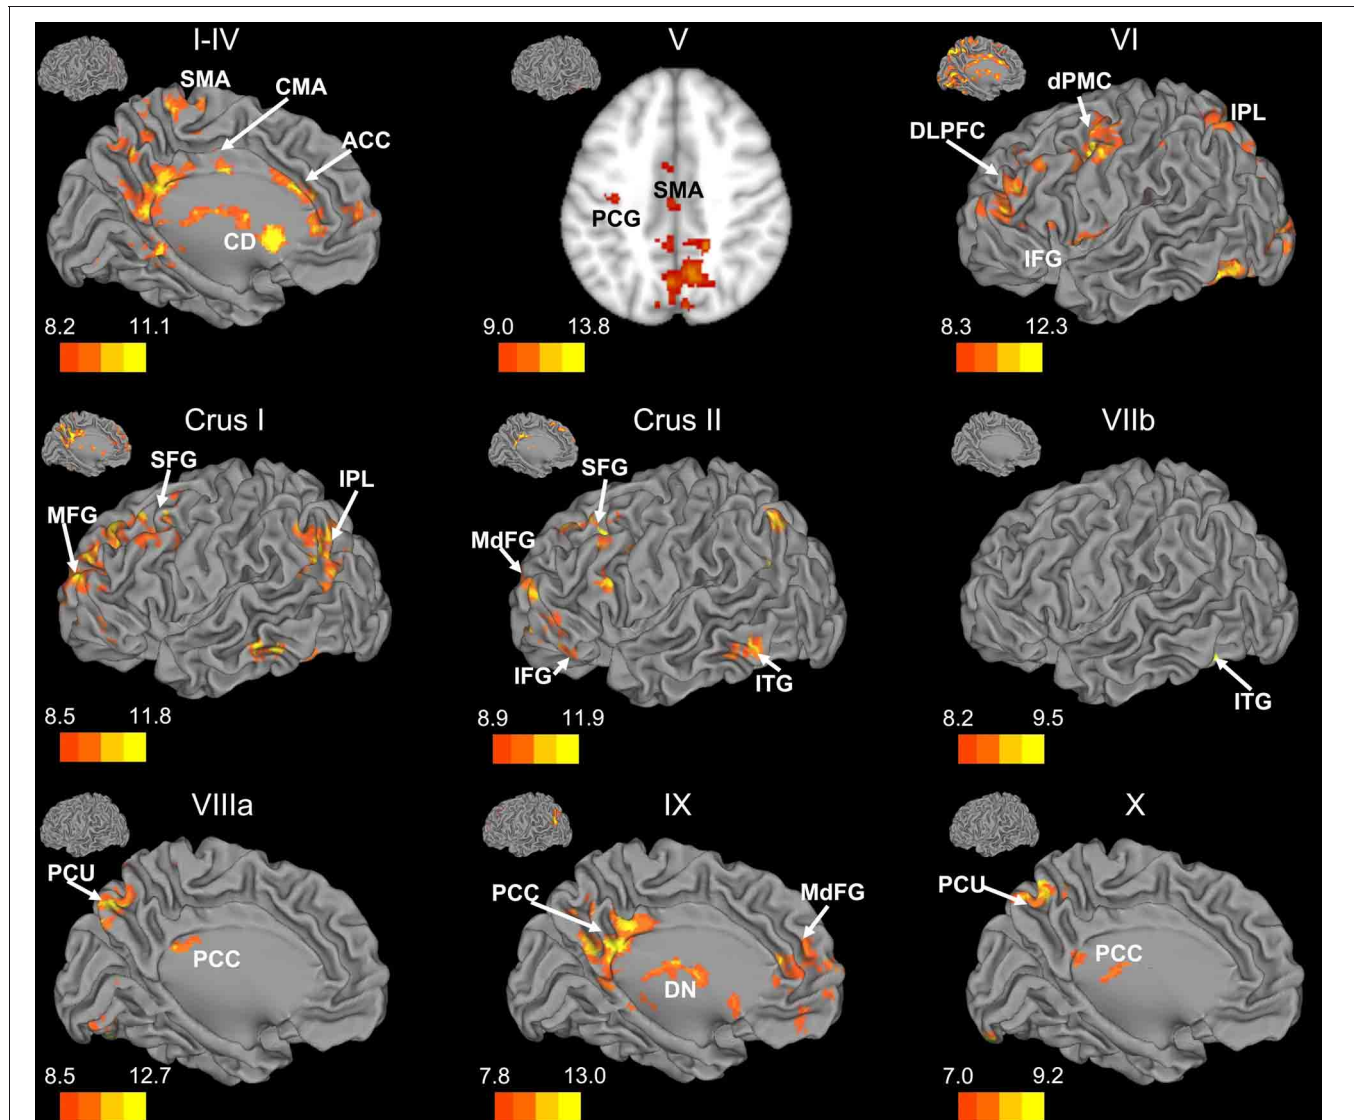 I-IV
SMA
CMA
ACC
CD
8.2 11.1
V
SMA
PCG
9.0 13.8
VI
dPMC
DLPFC
IPL
IFG
8.3 12.3
Crus I
SFG
IPL
MFG
8.5 11.8
Crus II
SFG
MdFG
IFG
ITG
8.9 11.9
VIIb
ITG
8.2 9.5
VIIIa
PCU
PCC
8.5 12.7
IX
PCC
MdFG
DN
7.8 13.0
X
PCU
PCC
7.0 9.2